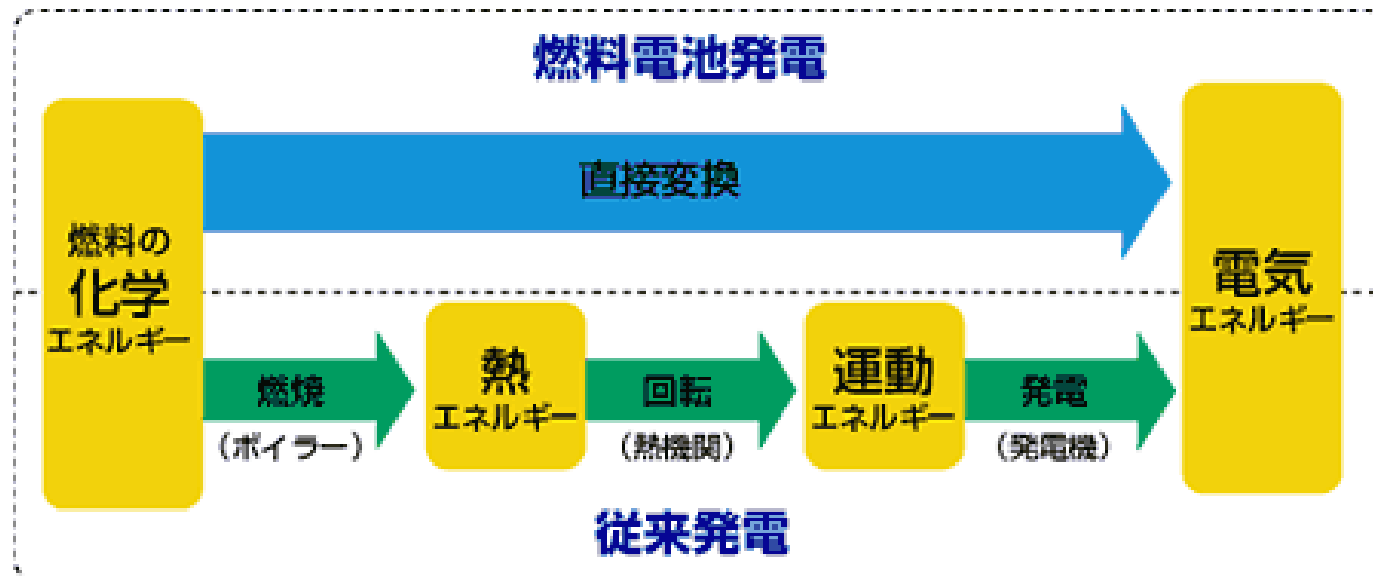 燃料電池発電
直接変換
燃料の
化学
エネルギー
電気
エネルギー
燃焼
(ボイラー)
熱
エネルギー
回転
(熱機関)
運動
エネルギー
発電
(発電機)
従来発電